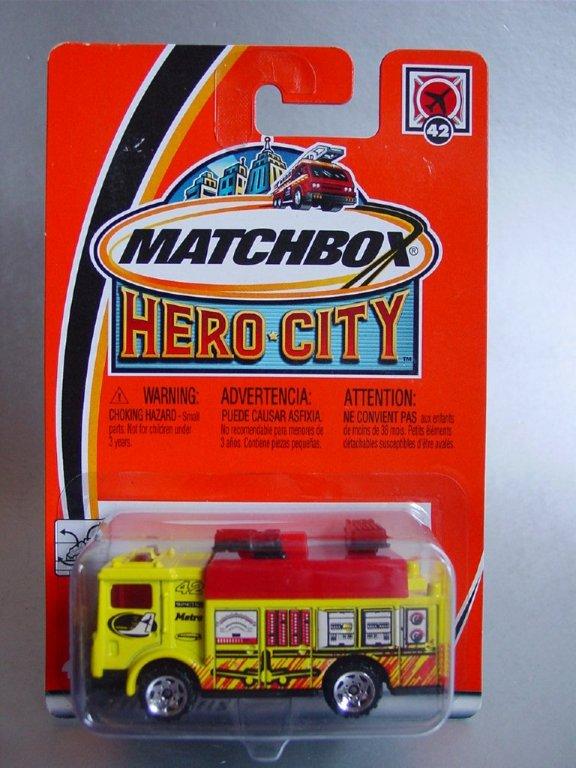 42
MATCHBOX®
HERO CITY™
WARNING:
CHOKING HAZARD - Small
parts. Not for children under
3 years.
ADVERTENCIA:
PUEDE CAUSAR ASFIXIA.
No recomendable para menores de
3 años. Contiene piezas pequeñas.
ATTENTION:
NE CONVIENT PAS aux enfants
de moins de 36 mois. Petits éléments
détachables susceptibles d'être avalés.
42
Metro